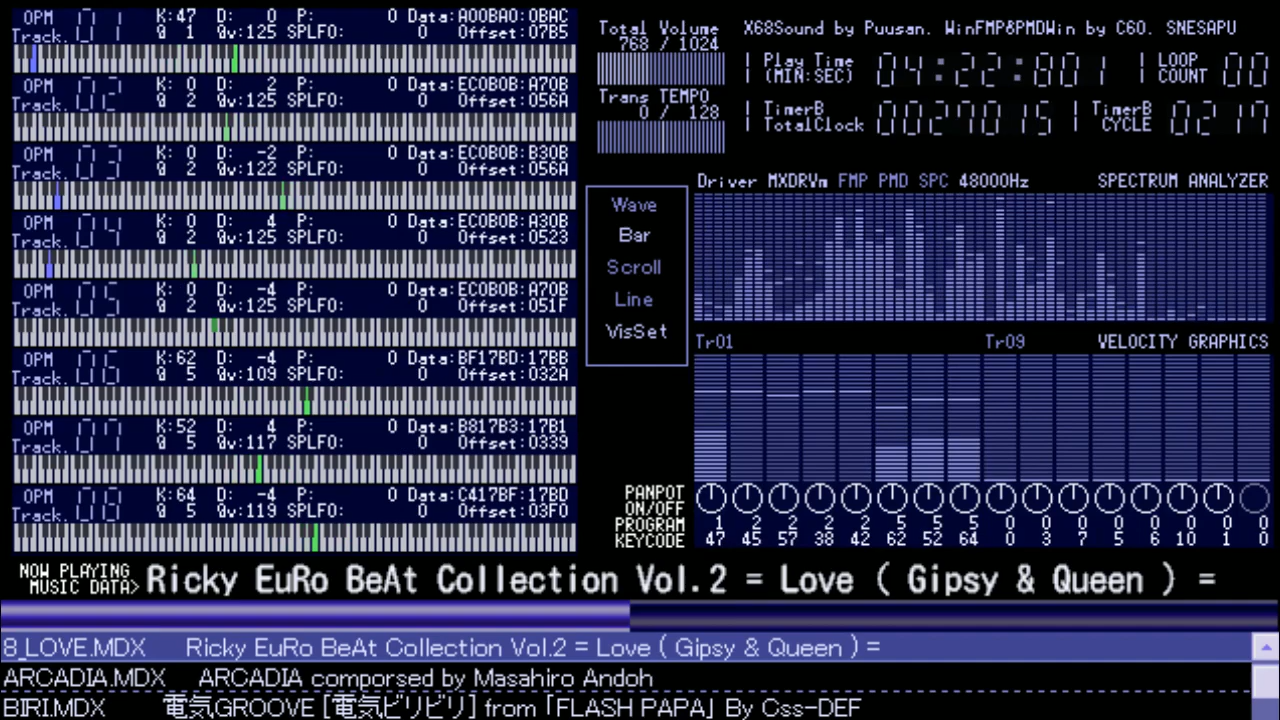 OPM K:47 D: 0 P: 0 Data:A00BA0:0BAC
Track. 01 @ 1 @v:125 SPLFO: 0 Offset:07B5
OPM K: 0 D: 2 P: 0 Data:EC0B0B:A70B
Track. 02 @ 2 @v:125 SPLFO: 0 Offset:056A
OPM K: 0 D: -2 P: 0 Data:EC0B0B:B30B
Track. 03 @ 2 @v:122 SPLFO: 0 Offset:056A
OPM K: 0 D: 4 P: 0 Data:EC0B0B:A30B
Track. 04 @ 2 @v:125 SPLFO: 0 Offset:0523
OPM K: 0 D: -4 P: 0 Data:EC0B0B:A70B
Track. 05 @ 2 @v:125 SPLFO: 0 Offset:051F
OPM K:62 D: -4 P: 0 Data:BF17BD:17BB
Track. 06 @ 5 @v:109 SPLFO: 0 Offset:032A
OPM K:52 D: 4 P: 0 Data:B817B3:17B1
Track. 07 @ 5 @v:117 SPLFO: 0 Offset:0339
OPM K:64 D: -4 P: 0 Data:C417BF:17BD
Track. 08 @ 5 @v:119 SPLFO: 0 Offset:03F0
Total Volume
768 / 1024
Trans TEMPO
0 / 128
X68Sound by Puusan. WinFMP&PMDWin by C60. SNESAPU
Play Time
(MIN:SEC) 04:22:801
LOOP
COUNT 00
TimerB
TotalClock 0027015
TimerB
CYCLE 0217
Wave
Bar
Scroll
Line
VisSet
Driver MXDRVm FMP PMD SPC 48000Hz SPECTRUM ANALYZER
Tr01 Tr09 VELOCITY GRAPHICS
PANPOT
ON/OFF
PROGRAM 1 2 2 2 2 5 5 5 0 0 0 0 0 0 0 0
KEYCODE 47 45 57 38 42 62 52 64 0 3 7 5 6 10 1 0
NOW PLAYING
MUSIC DATA> Ricky EuRo BeAt Collection Vol.2 = Love ( Gipsy & Queen ) =
8_LOVE.MDX Ricky EuRo BeAt Collection Vol.2 = Love ( Gipsy & Queen ) =
ARCADIA.MDX ARCADIA comporsed by Masahiro Andoh
BIRI.MDX 電気GROOVE [電気ビリビリ] from 「FLASH PAPA」 By Css-DEF